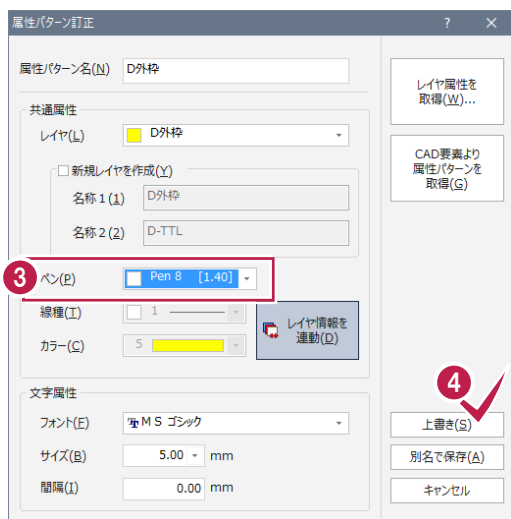 属性パターン訂正 ? ×
属性パターン名(N) D外枠
レイヤ属性を
取得(W)...
共通属性
レイヤ(L) D外枠
CAD要素より
属性パターンを
取得(G)
新規レイヤを作成(Y)
名称1(1) D外枠
名称2(2) D-TTL
3 ペン(P) Pen 8 [1.40]
線種(T) 1
レイヤ情報を
連動(D)
カラー(C) 5
4
文字属性
フォント(F) MS ゴシック
上書き(S)
サイズ(B) 5.00 mm
別名で保存(A)
間隔(I) 0.00 mm
キャンセル